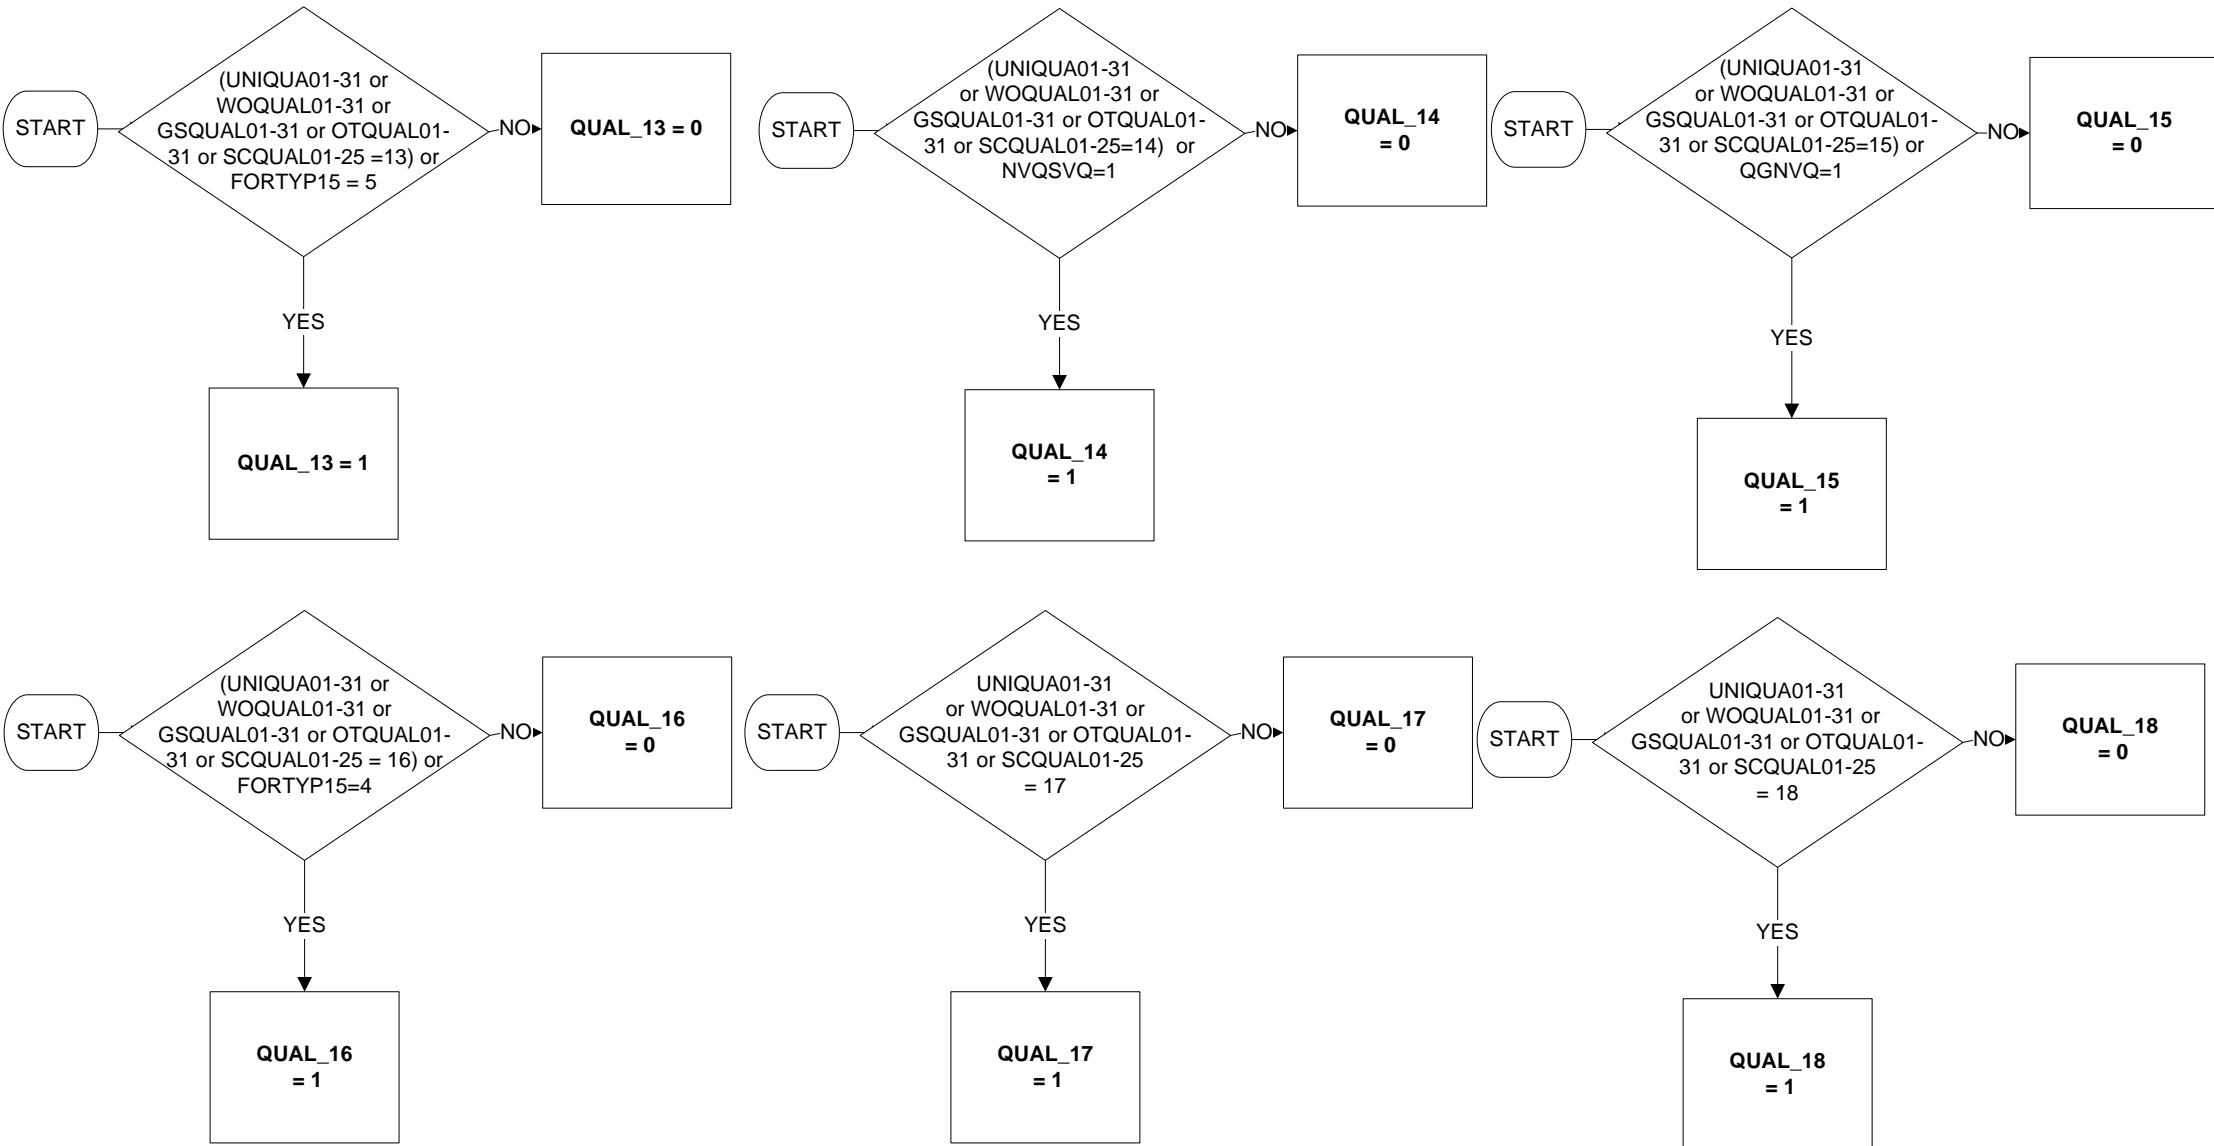 START
(UNIQUA01-31 or
WOQUAL01-31 or
GSQUAL01-31 or OTQUAL01-
31 or SCQUAL01-25 =13) or
FORTYP15 = 5
NO
QUAL_13 = 0
YES
QUAL_13 = 1
START
(UNIQUA01-31
or WOQUAL01-31 or
GSQUAL01-31 or OTQUAL01-
31 or SCQUAL01-25=14) or
NVQSVQ=1
NO
QUAL_14
= 0
YES
QUAL_14
= 1
START
(UNIQUA01-31
or WOQUAL01-31 or
GSQUAL01-31 or OTQUAL01-
31 or SCQUAL01-25=15) or
QGNVQ=1
NO
QUAL_15
= 0
YES
QUAL_15
= 1
START
(UNIQUA01-31 or
WOQUAL01-31 or
GSQUAL01-31 or OTQUAL01-
31 or SCQUAL01-25 = 16) or
FORTYP15=4
NO
QUAL_16
= 0
YES
QUAL_16
= 1
START
UNIQUA01-31
or WOQUAL01-31 or
GSQUAL01-31 or OTQUAL01-
31 or SCQUAL01-25
= 17
NO
QUAL_17
= 0
YES
QUAL_17
= 1
START
UNIQUA01-31
or WOQUAL01-31 or
GSQUAL01-31 or OTQUAL01-
31 or SCQUAL01-25
= 18
NO
QUAL_18
= 0
YES
QUAL_18
= 1